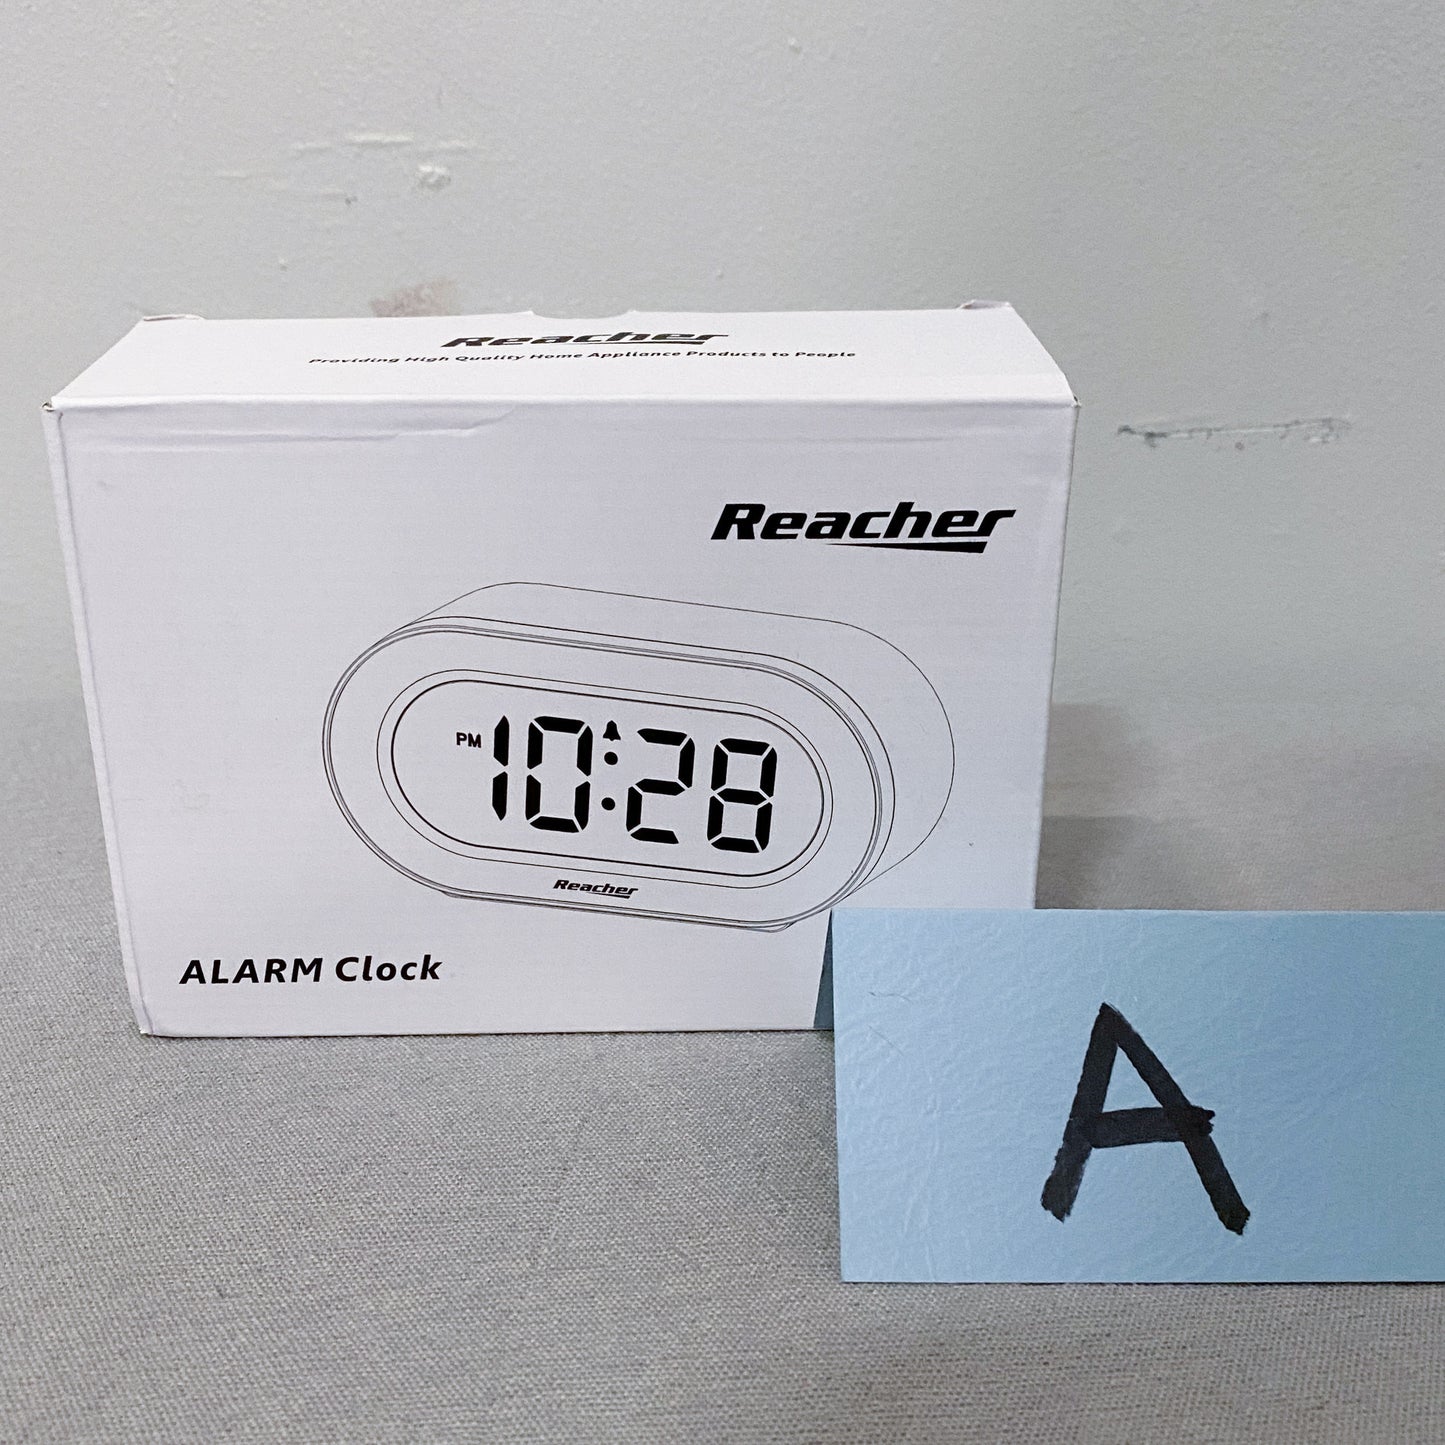 Reacher
Providing High Quality Home Appliance Products to People
Reacher
PM 10:28
Reacher
ALARM Clock
A